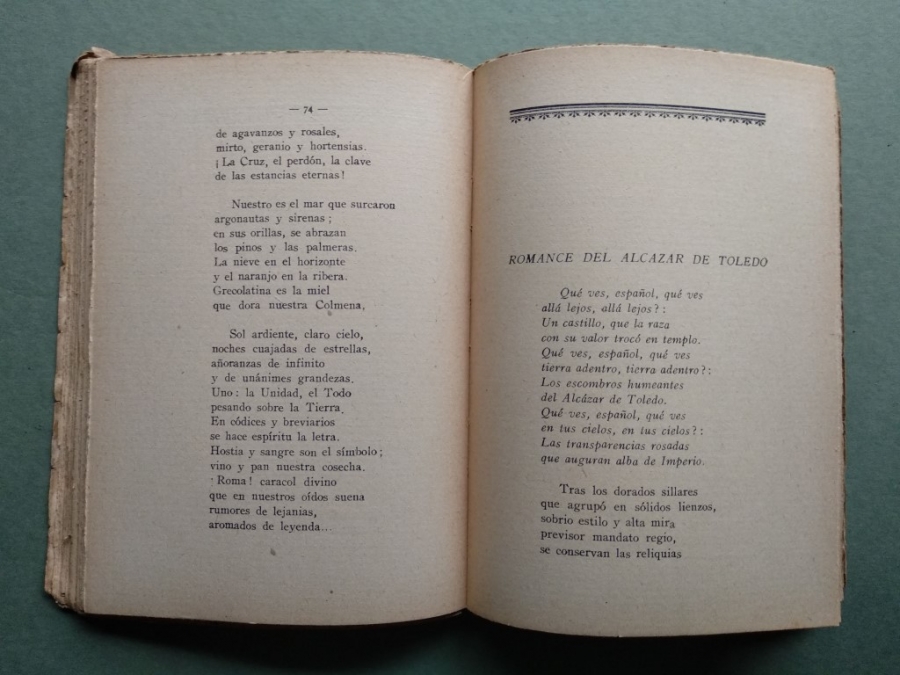 — 74 —
de agavanzos y rosales,
mirto, geranio y hortensias.
¡La Cruz, el perdón, la clave
de las estancias eternas!
Nuestro es el mar que surcaron
argonautas y sirenas;
en sus orillas, se abrazan
los pinos y las palmeras.
La nieve en el horizonte
y el naranjo en la ribera.
Grecolatina es la miel
que dora nuestra Colmena.
Sol ardiente, claro cielo,
noches cuajadas de estrellas,
añoranzas de infinito
y de unánimes grandezas.
Uno: la Unidad, el Todo
pesando sobre la Tierra.
En códices y breviarios
se hace espíritu la letra.
Hostia y sangre son el símbolo;
vino y pan nuestra cosecha.
¡Roma! caracol divino
que en nuestros oídos suena
rumores de lejanías,
aromados de leyenda...
ROMANCE DEL ALCAZAR DE TOLEDO
Qué ves, español, qué ves
allá lejos, allá lejos?:
Un castillo, que la raza
con su valor trocó en templo.
Qué ves, español, qué ves
tierra adentro, tierra adentro?:
Los escombros humeantes
del Alcázar de Toledo.
Qué ves, español, qué ves
en tus cielos, en tus cielos?:
Las transparencias rosadas
que auguran alba de Imperio.
Tras los dorados sillares
que agrupó en sólidos lienzos,
sobrio estilo y alta mira
previsor mandato regio,
se conservan las reliquias